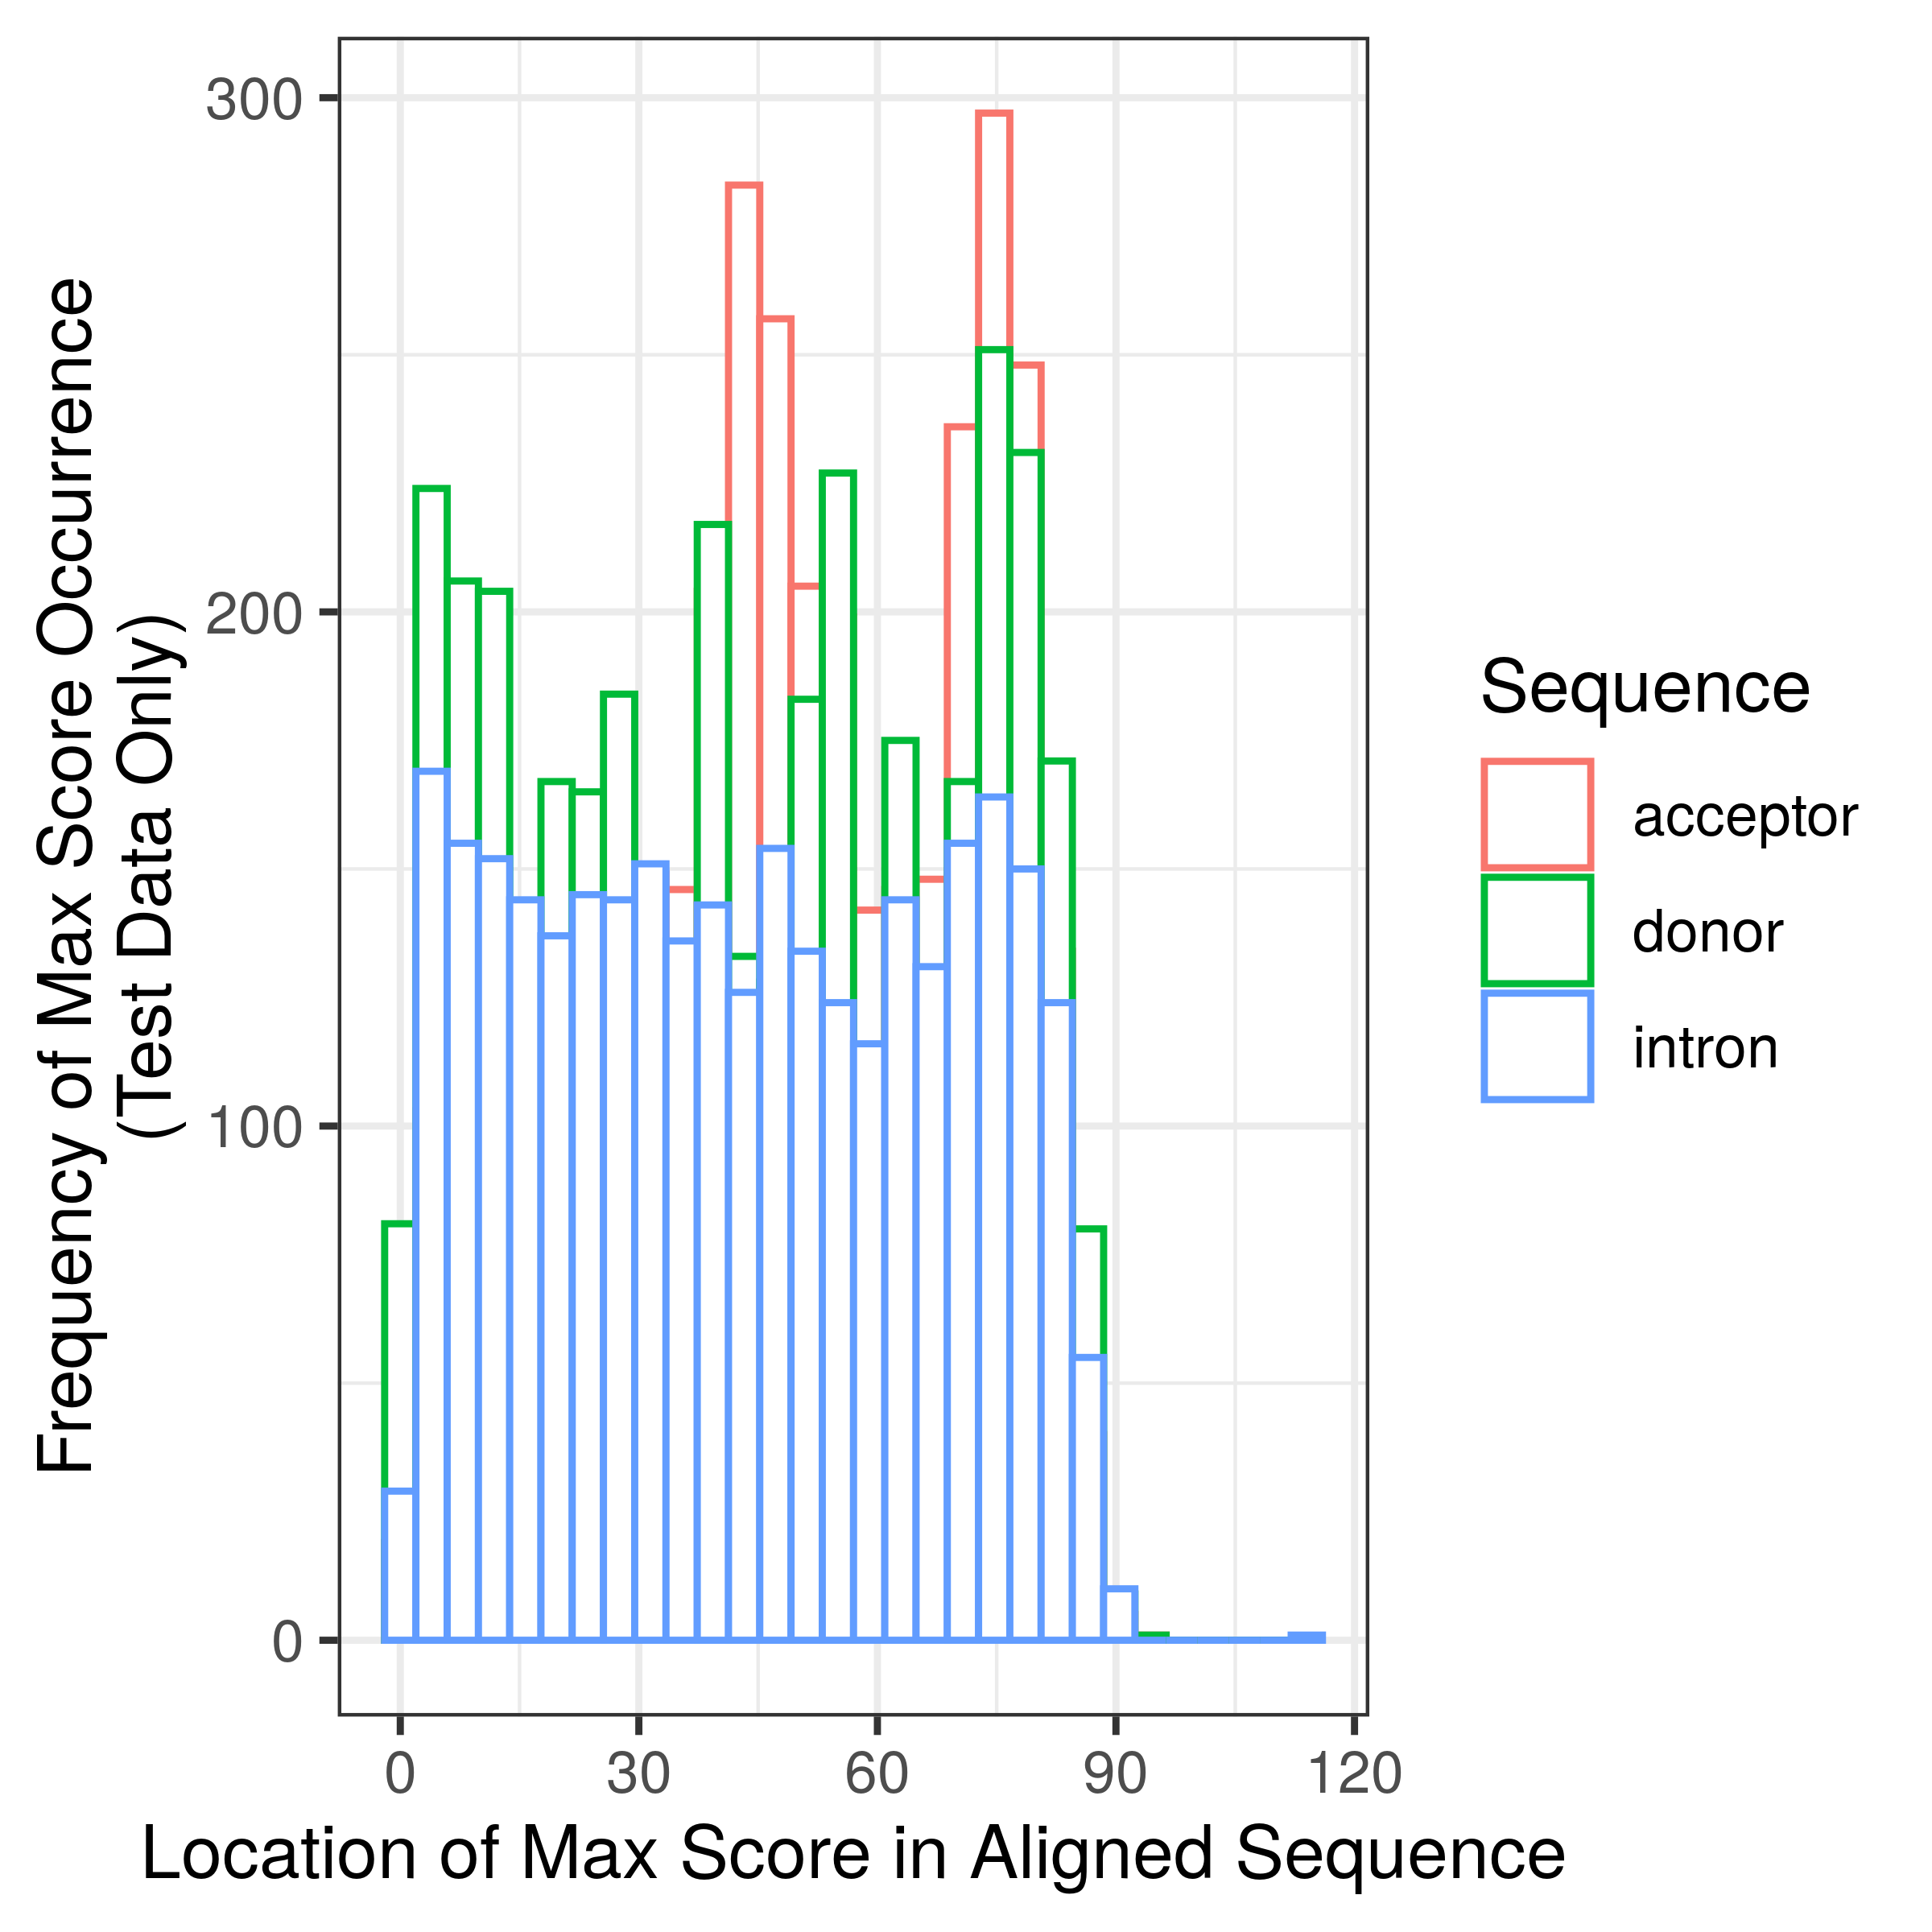 Frequency of Max Score Occurrence
(Test Data Only)
300
200
100
0
0 30 60 90 120
Location of Max Score in Aligned Sequence
Sequence
acceptor
donor
intron